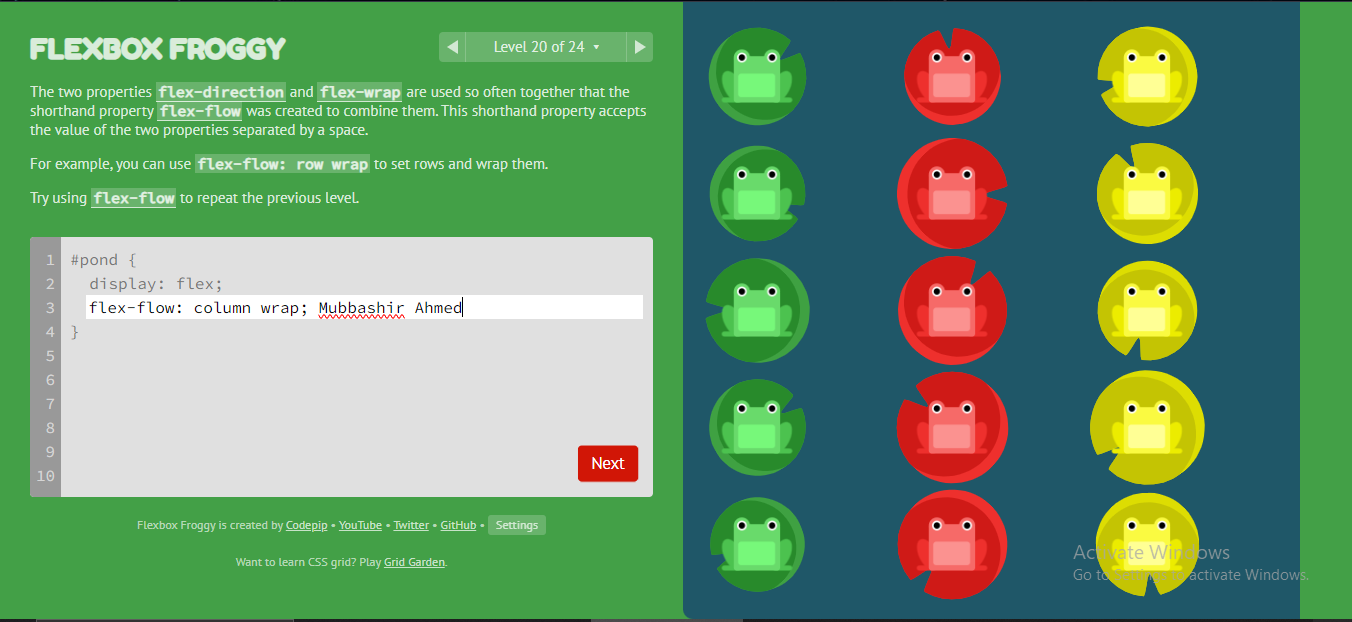 FLEXBOX FROGGY
Level 20 of 24
The two properties flex-direction and flex-wrap are used so often together that the
shorthand property flex-flow was created to combine them. This shorthand property accepts
the value of the two properties separated by a space.
For example, you can use flex-flow: row wrap to set rows and wrap them.
Try using flex-flow to repeat the previous level.
1 #pond {
2 display: flex;
3 flex-flow: column wrap; Mubbashir Ahmed
4 }
5
6
7
8
9
10
Next
Flexbox Froggy is created by Codepip • YouTube • Twitter • GitHub • Settings
Want to learn CSS grid? Play Grid Garden.
Activate Windows
Go to Settings to activate Windows.